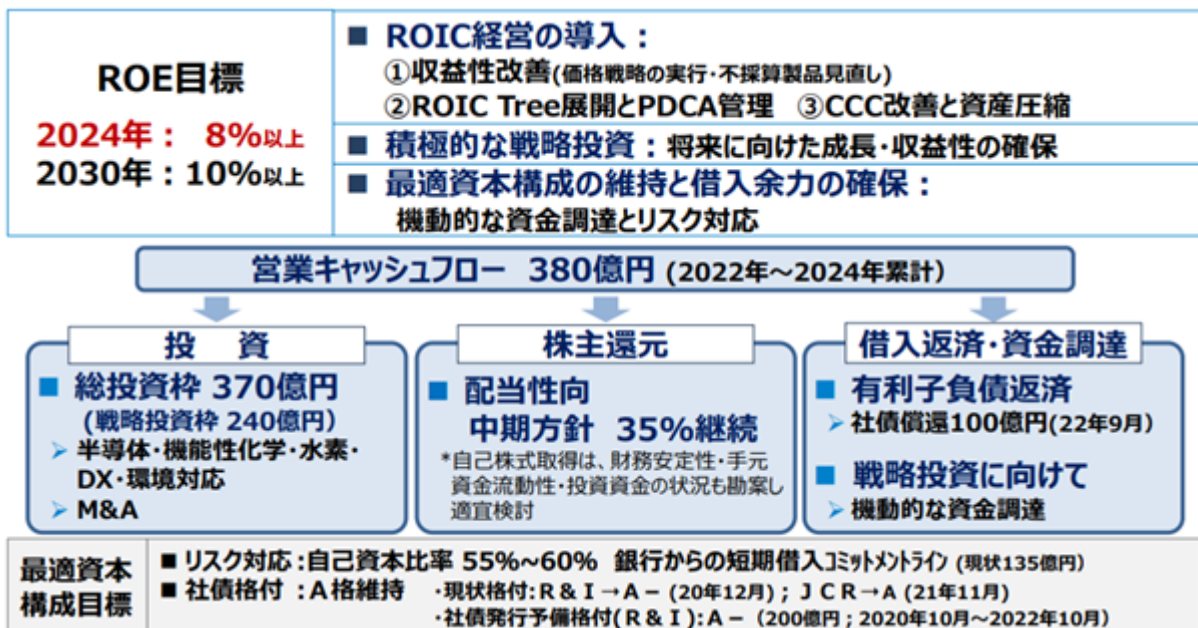 ROE目標
2024年： 8%以上
2030年：10%以上
■ ROIC経営の導入：
①収益性改善(価格戦略の実行・不採算製品見直し)
②ROIC Tree展開とPDCA管理 ③CCC改善と資産圧縮
■ 積極的な戦略投資：将来に向けた成長・収益性の確保
■ 最適資本構成の維持と借入余力の確保：
機動的な資金調達とリスク対応
営業キャッシュフロー 380億円 (2022年～2024年累計)
投 資
■ 総投資枠 370億円
(戦略投資枠 240億円)
➢ 半導体・機能性化学・水素・
DX・環境対応
➢ M&A
株主還元
■ 配当性向
中期方針 35%継続
*自己株式取得は、財務安定性・手元
資金流動性・投資資金の状況も勘案し
適宜検討
借入返済・資金調達
■ 有利子負債返済
➢ 社債償還100億円(22年9月)
■ 戦略投資に向けて
➢ 機動的な資金調達
最適資本
構成目標
■ リスク対応：自己資本比率 55%~60% 銀行からの短期借入コミットメントライン (現状135億円)
■ 社債格付 ：A格維持 ・現状格付：R＆I→A－ (20年12月)；JCR→A (21年11月)
・社債発行予備格付(R＆I)：A－ (200億円；2020年10月～2022年10月)